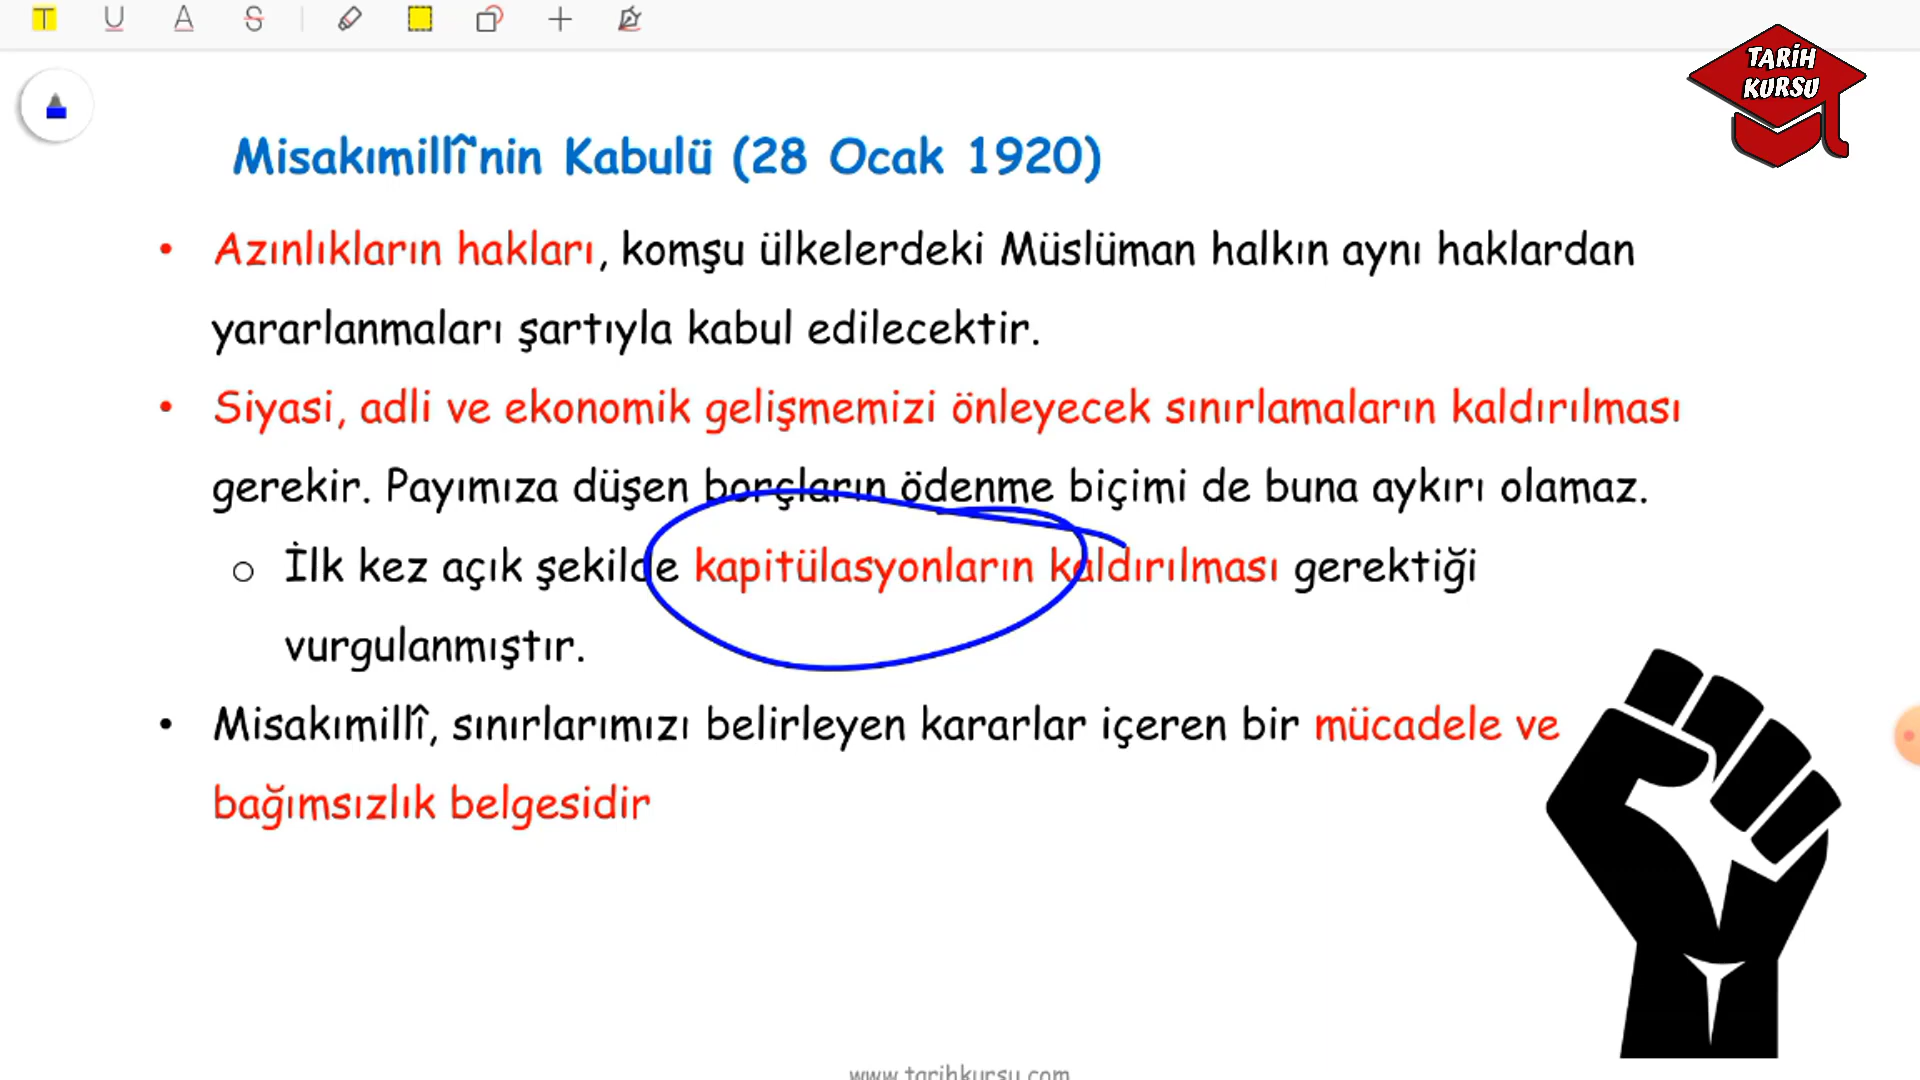 TARİH
KURSU
Misakımillî'nin Kabulü (28 Ocak 1920)
• Azınlıkların hakları, komşu ülkelerdeki Müslüman halkın aynı haklardan
yararlanmaları şartıyla kabul edilecektir.
• Siyasi, adli ve ekonomik gelişmemizi önleyecek sınırlamaların kaldırılması
gerekir. Payımıza düşen borçların ödenme biçimi de buna aykırı olamaz.
o İlk kez açık şekilde kapitülasyonların kaldırılması gerektiği
vurgulanmıştır.
• Misakımillî, sınırlarımızı belirleyen kararlar içeren bir mücadele ve
bağımsızlık belgesidir
www.tarihkursu.com